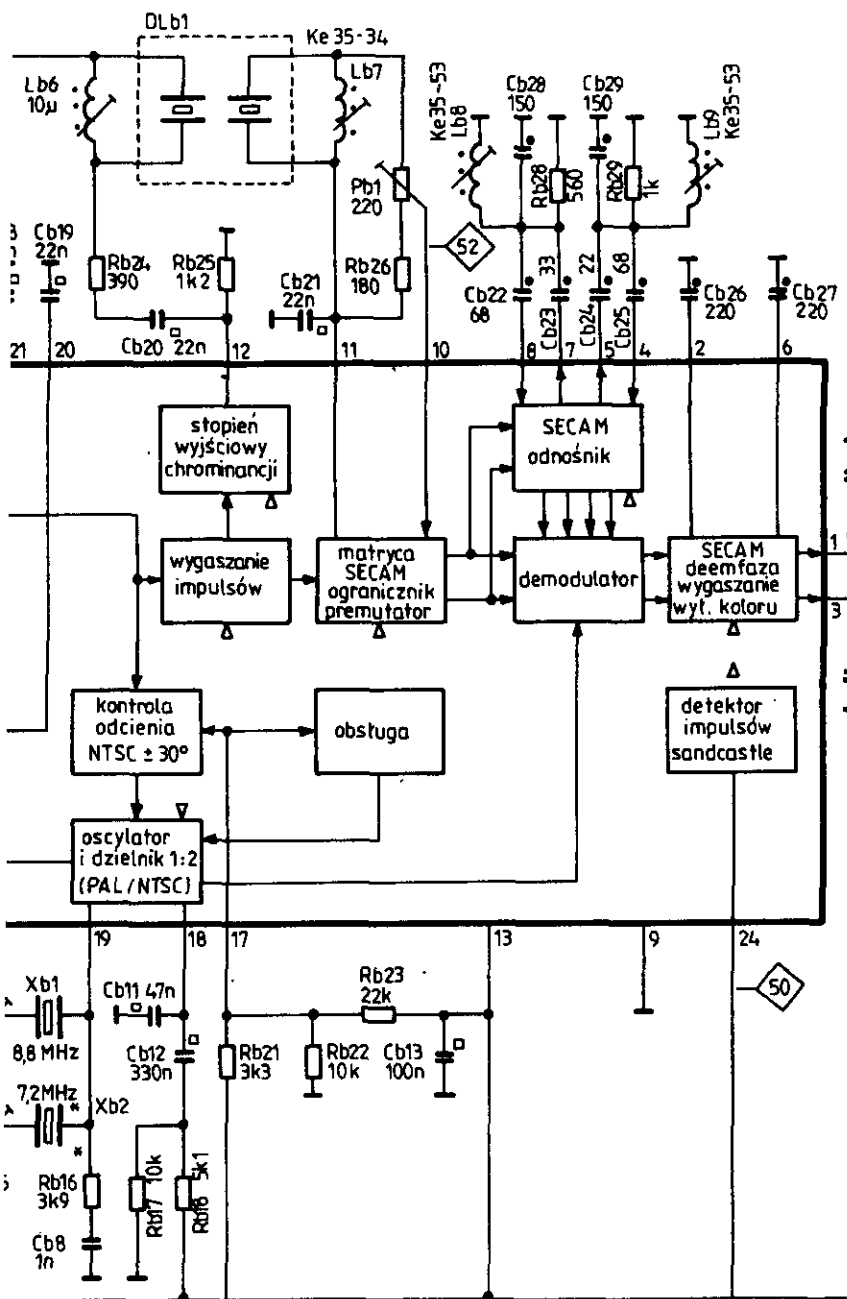 DLb1
Ke 35-34
Lb6
10µ
Lb7
Ke35-53
Lb8
Cb28
150
Cb29
150
Lb9
Ke35-53
Rb28
560
Rb29
1k
Pb1
220
52
Cb19
22n
Rb24
390
Rb25
1k2
Cb21
22n
Rb26
180
Cb20 22n
Cb22
68
33
Cb23
22
Cb24
68
Cb25
Cb26
220
Cb27
220
21 20 12 11 10 8 7 5 4 2 6
stopień
wyjściowy
chrominancji
SECAM
odnośnik
wygaszanie
impulsów
matryca
SECAM
ogranicznik
premutator
demodulator
SECAM
deemfaza
wygaszanie
wył. koloru
1
3
kontrola
odcienia
NTSC ± 30°
obsługa
detektor
impulsów
sandcastle
oscylator
i dzielnik 1:2
(PAL/NTSC)
19 18 17 13 9 24
Xb1
8,8 MHz
Cb11 47n
Cb12
330n
Rb21
3k3
Rb22
10k
Rb23
22k
Cb13
100n
50
7,2MHz
Xb2
Rb16
3k9
Rb17 10k
Rb18 5k1
Cb8
1n